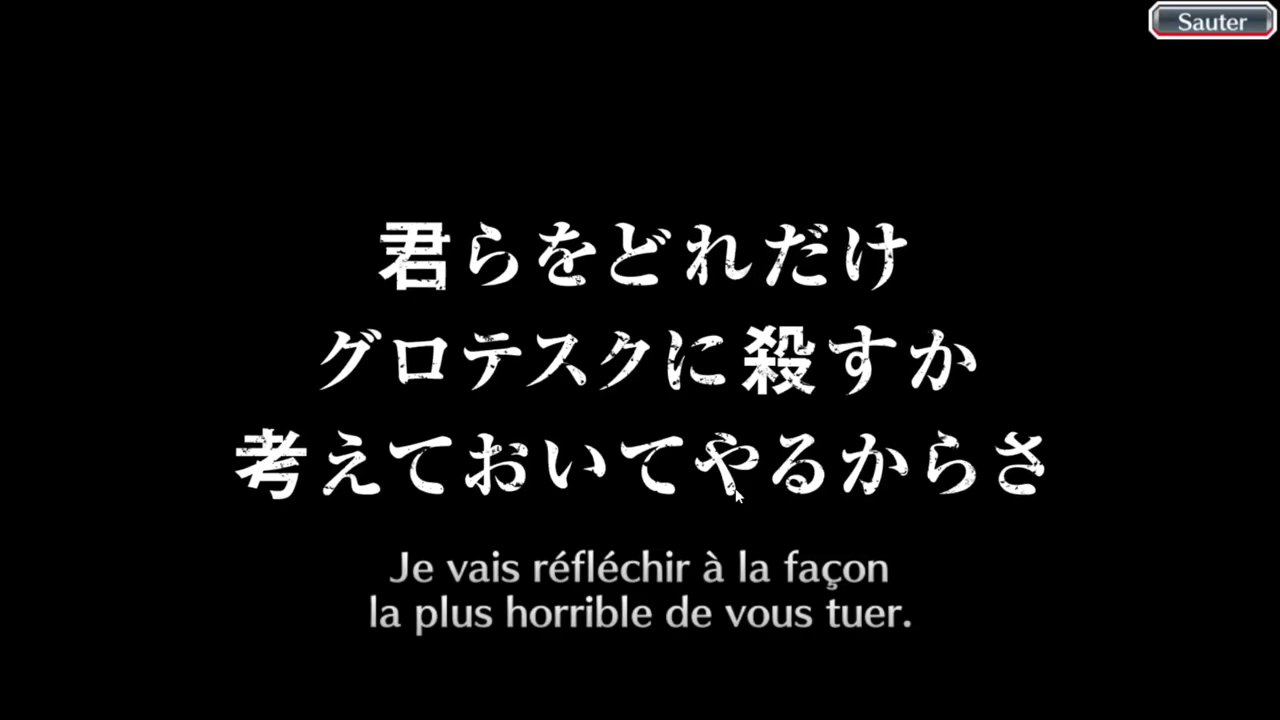 Sauter
君らをどれだけ
グロテスクに殺すか
考えておいてやるからさ
Je vais réfléchir à la façon
la plus horrible de vous tuer.